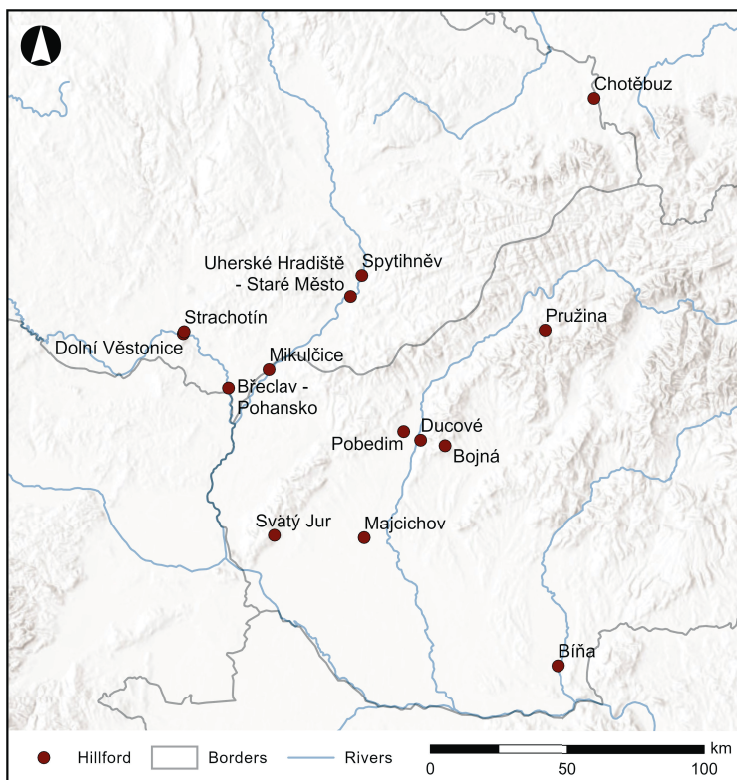 Chotěbuz
Spytihněv
Uherské Hradiště
- Staré Město
Strachotín
Pružina
Dolní Věstonice
Mikulčice
Břeclav -
Pohansko
Ducové
Pobedim
Bojná
Svätý Jur
Majcichov
Bíňa
Hillford
Borders
Rivers
km
0
50
100